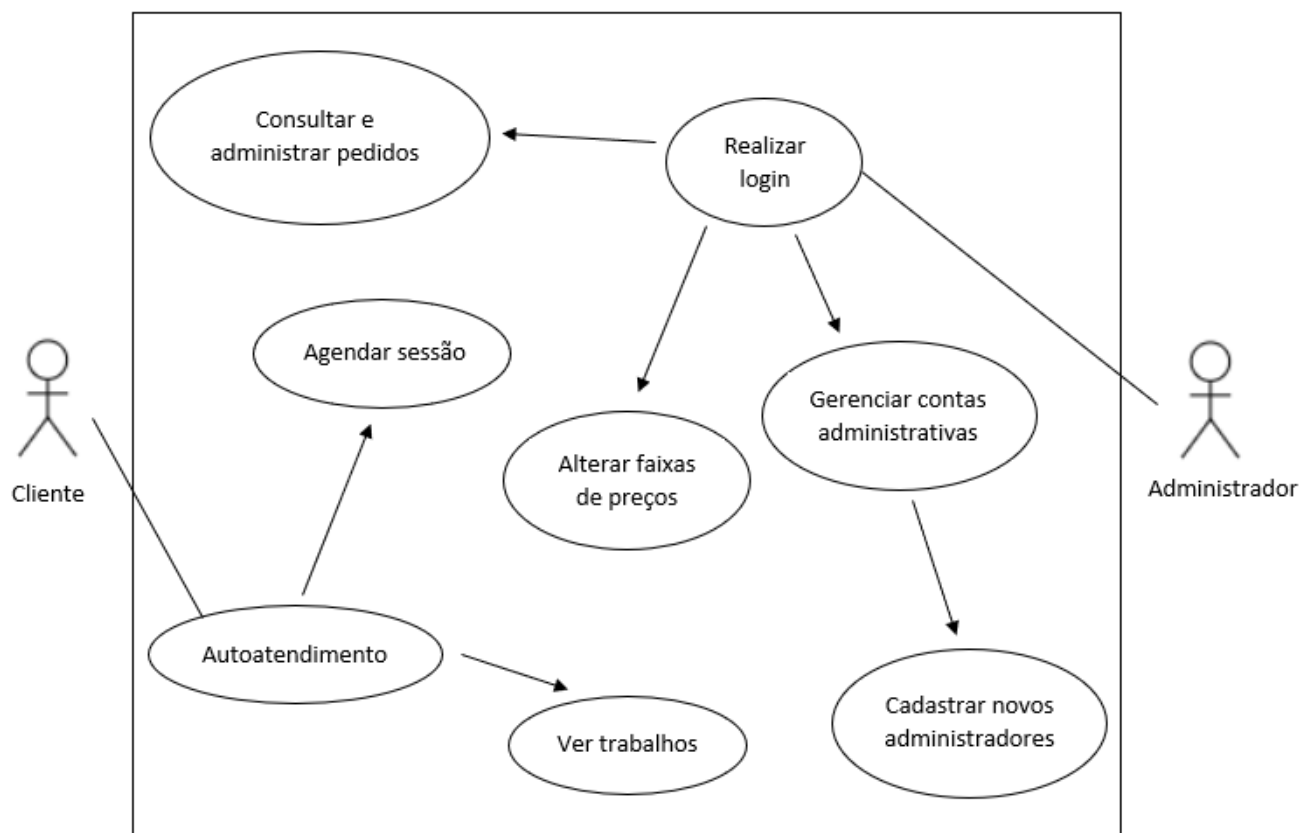 Consultar e
administrar pedidos
Realizar
login
Agendar sessão
Gerenciar contas
administrativas
Alterar faixas
de preços
Cliente
Administrador
Autoatendimento
Cadastrar novos
administradores
Ver trabalhos